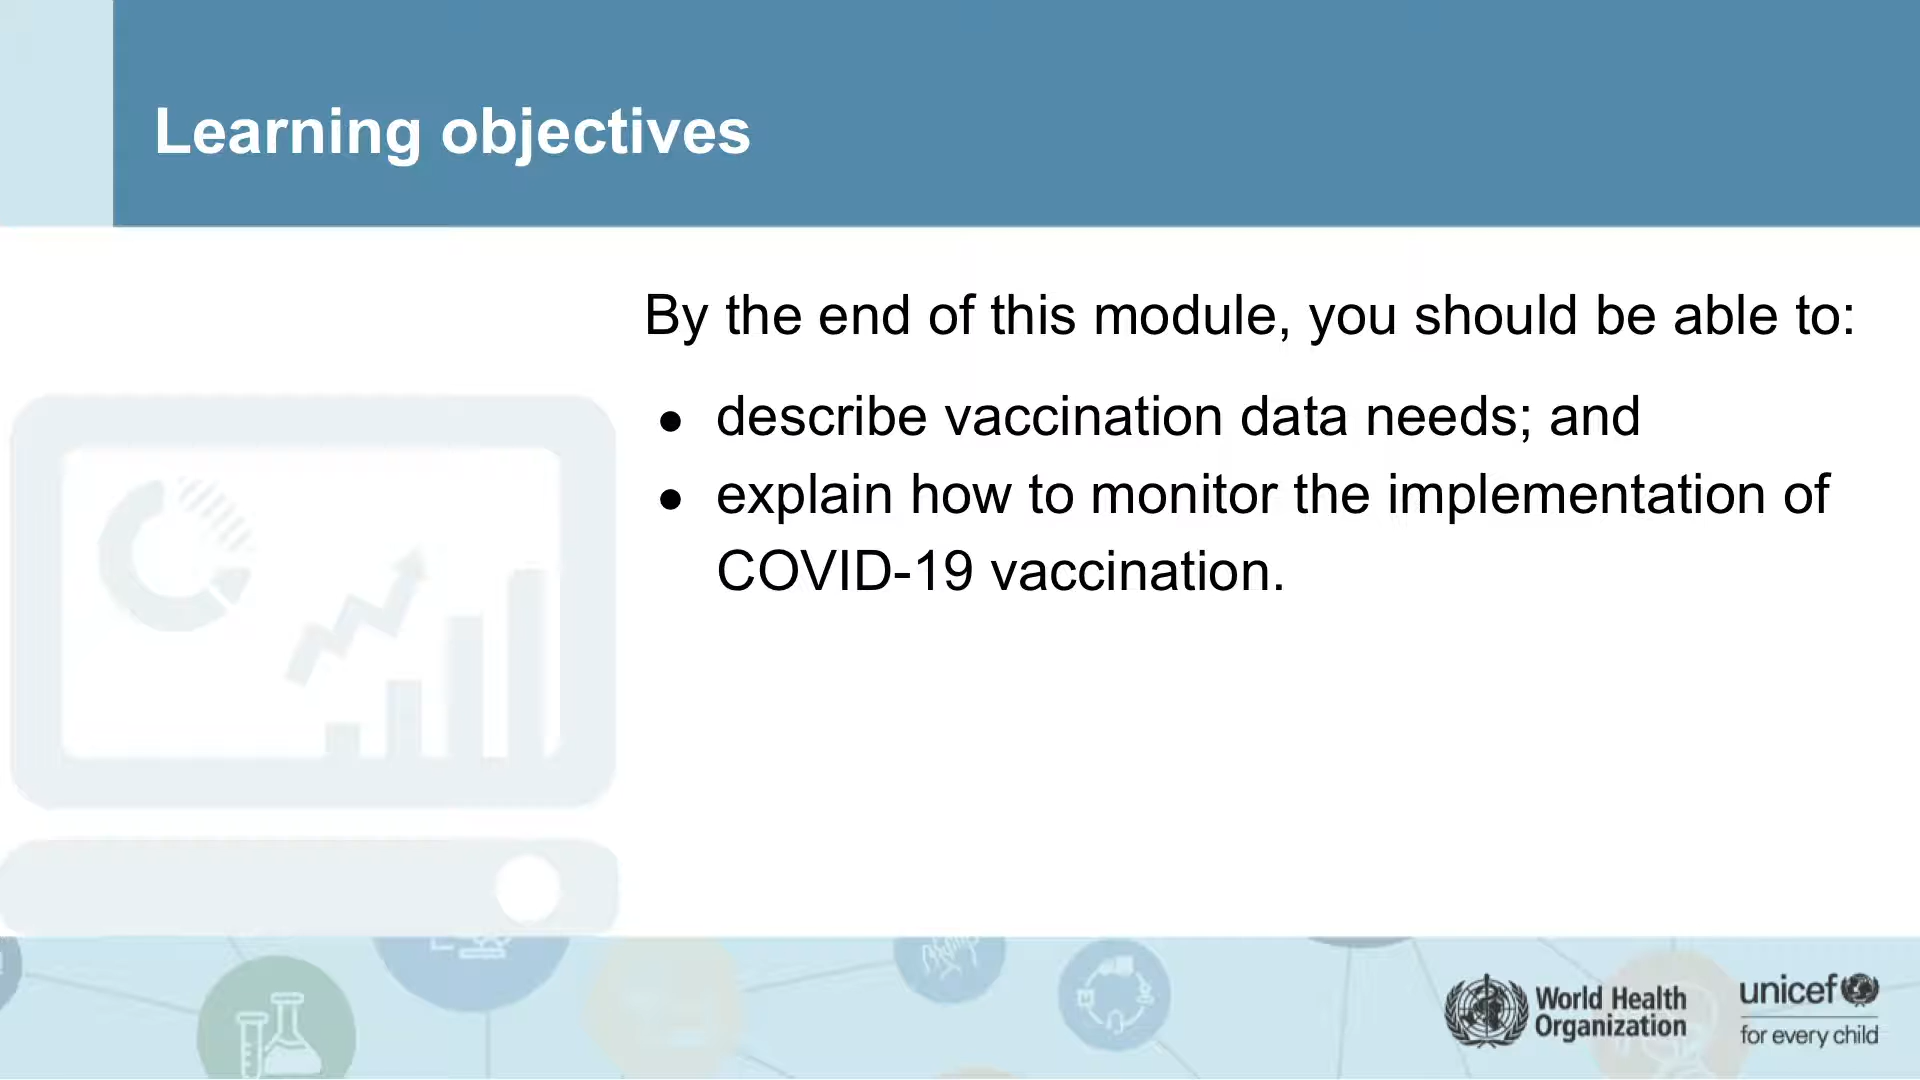 Learning objectives
By the end of this module, you should be able to:
● describe vaccination data needs; and
● explain how to monitor the implementation of
COVID-19 vaccination.
World Health
Organization
unicef
for every child